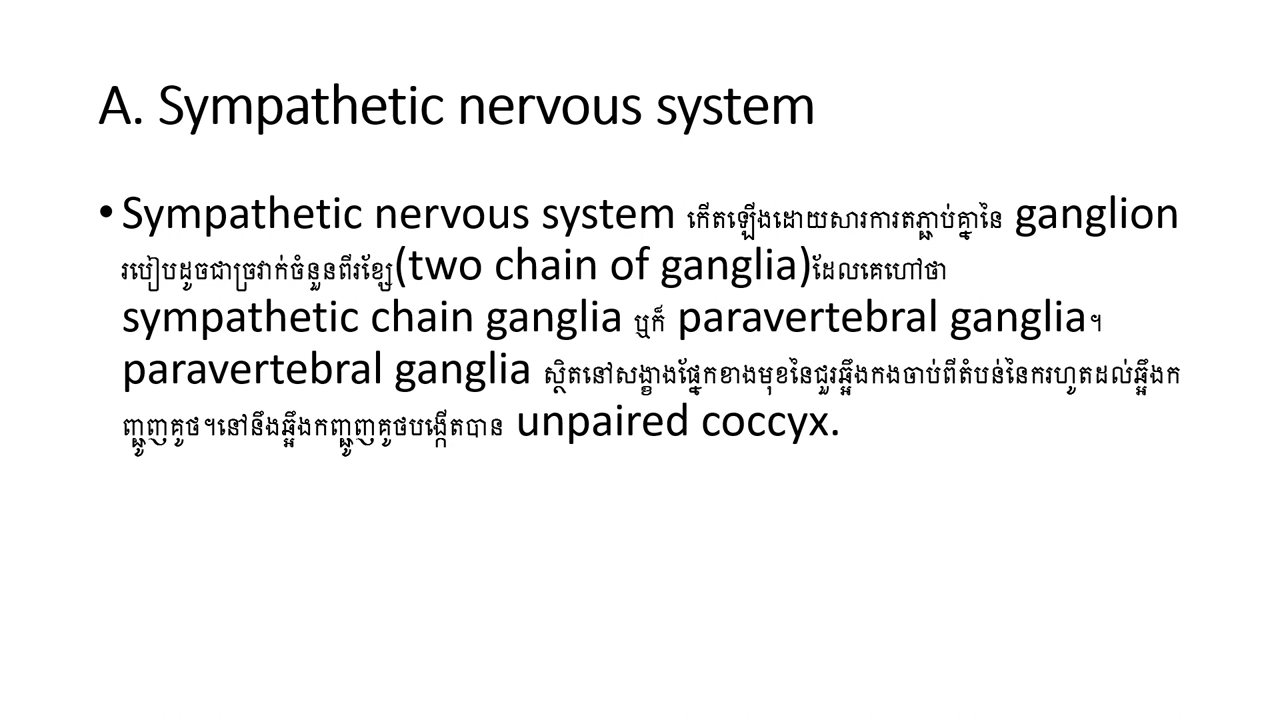 A. Sympathetic nervous system
• Sympathetic nervous system កើតឡើងដោយសារការតភ្ជាប់គ្នានៃ ganglion
របៀបដូចជាច្រវាក់ចំនួនពីរខ្សែ(two chain of ganglia)ដែលគេហៅថា
sympathetic chain ganglia ឬក៏ paravertebral ganglia។
paravertebral ganglia ស្ថិតនៅសង្ខាងផ្នែកខាងមុខនៃជួរឆ្អឹងកងចាប់ពីតំបន់នៃករហូតដល់ឆ្អឹងក
ញ្ចូញគូថ។នៅនឹងឆ្អឹងកញ្ចូញគូថបង្កើតបាន unpaired coccyx.